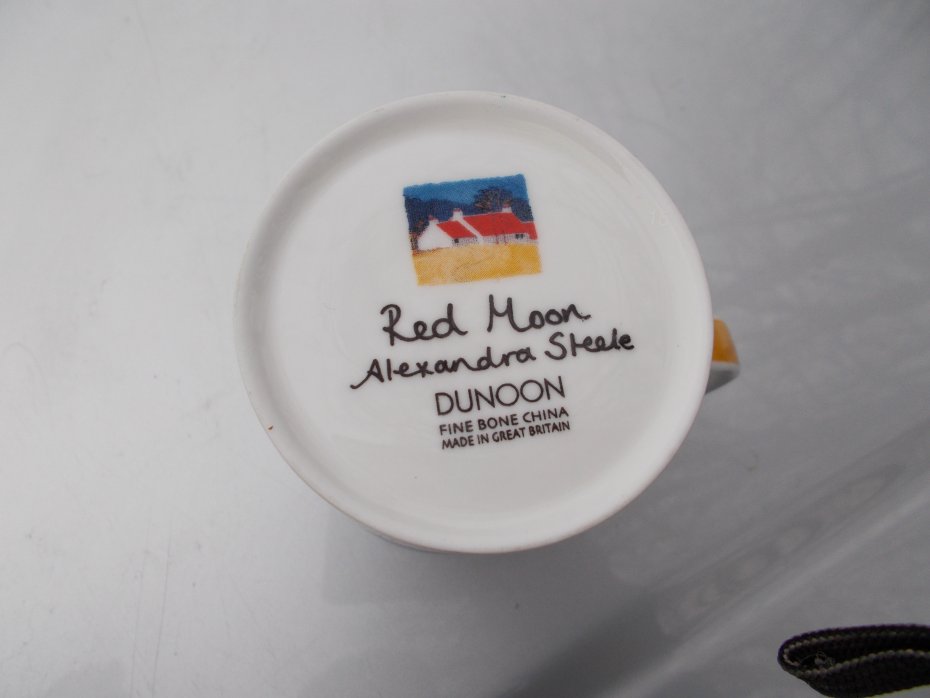 Red Moon
Alexandra Steele
DUNOON
FINE BONE CHINA
MADE IN GREAT BRITAIN